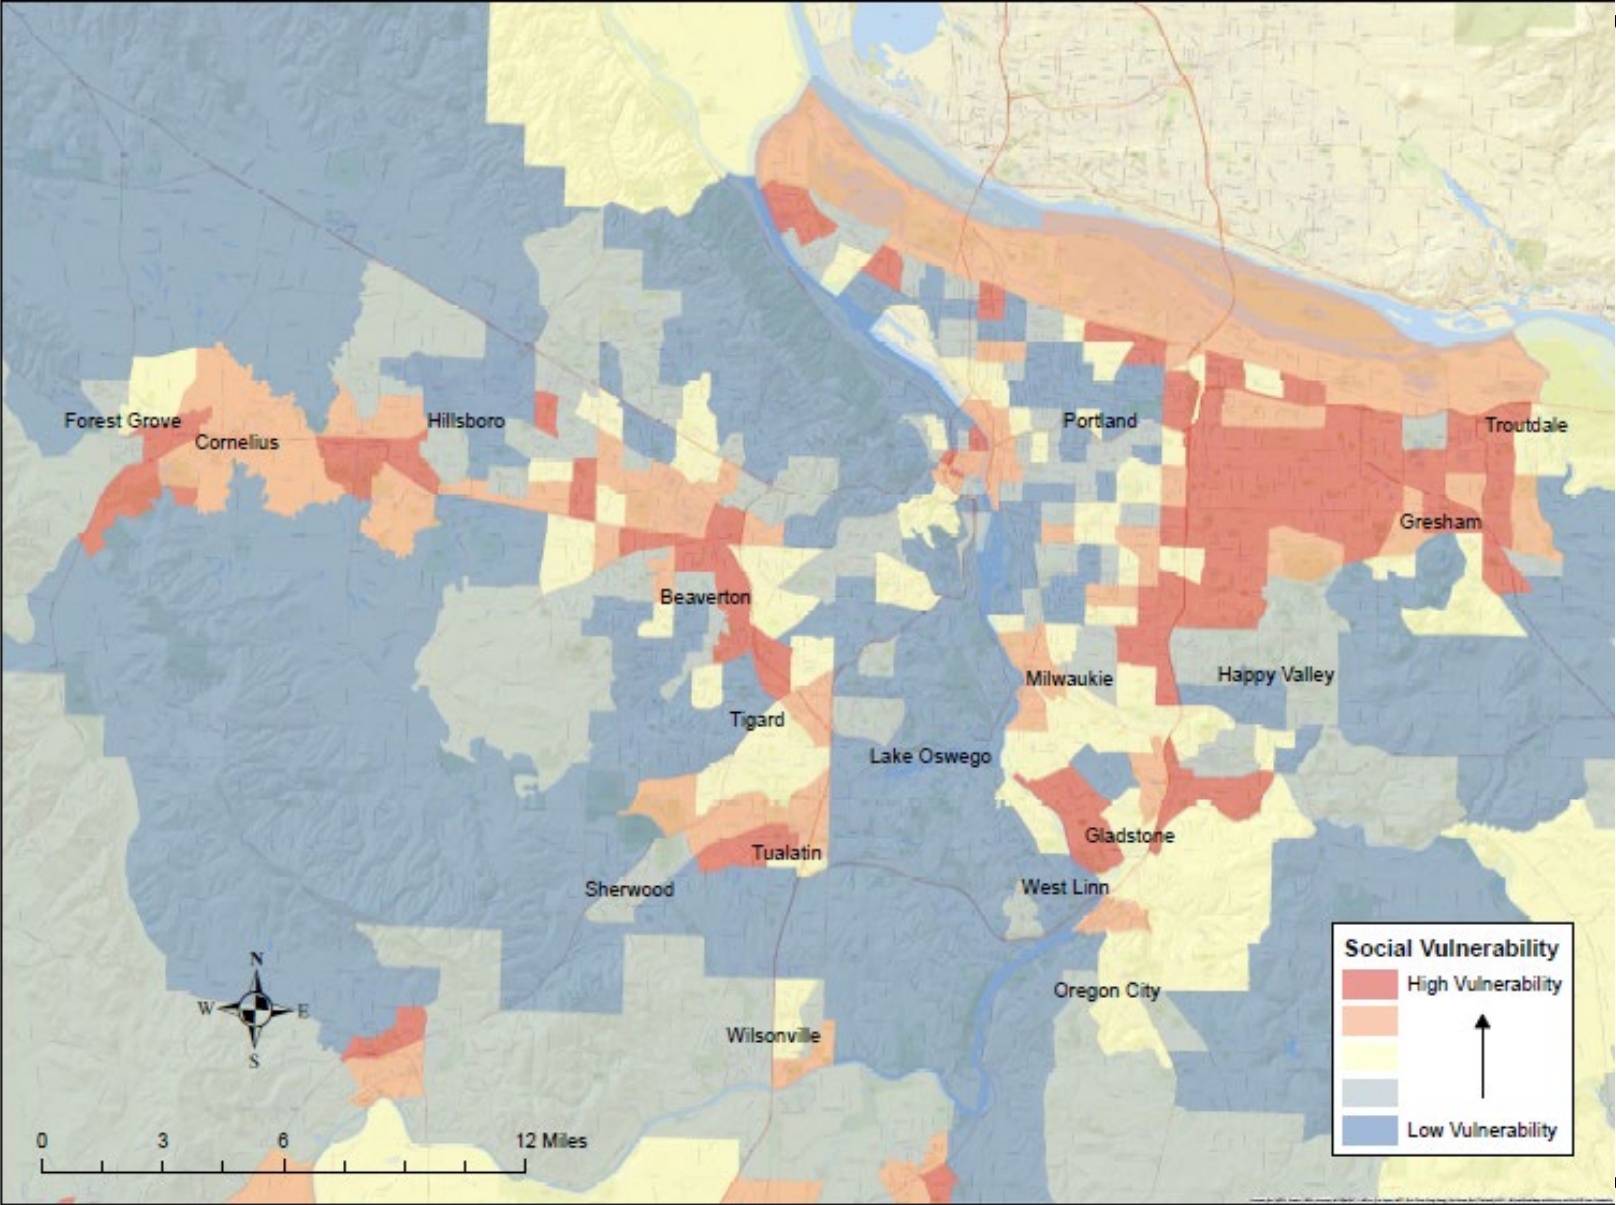 Forest Grove
Cornelius
Hillsboro
Portland
Troutdale
Gresham
Beaverton
Milwaukie
Happy Valley
Tigard
Lake Oswego
Gladstone
Tualatin
Sherwood
West Linn
Oregon City
Wilsonville
N
W E
S
0 3 6 12 Miles
Social Vulnerability
High Vulnerability
Low Vulnerability